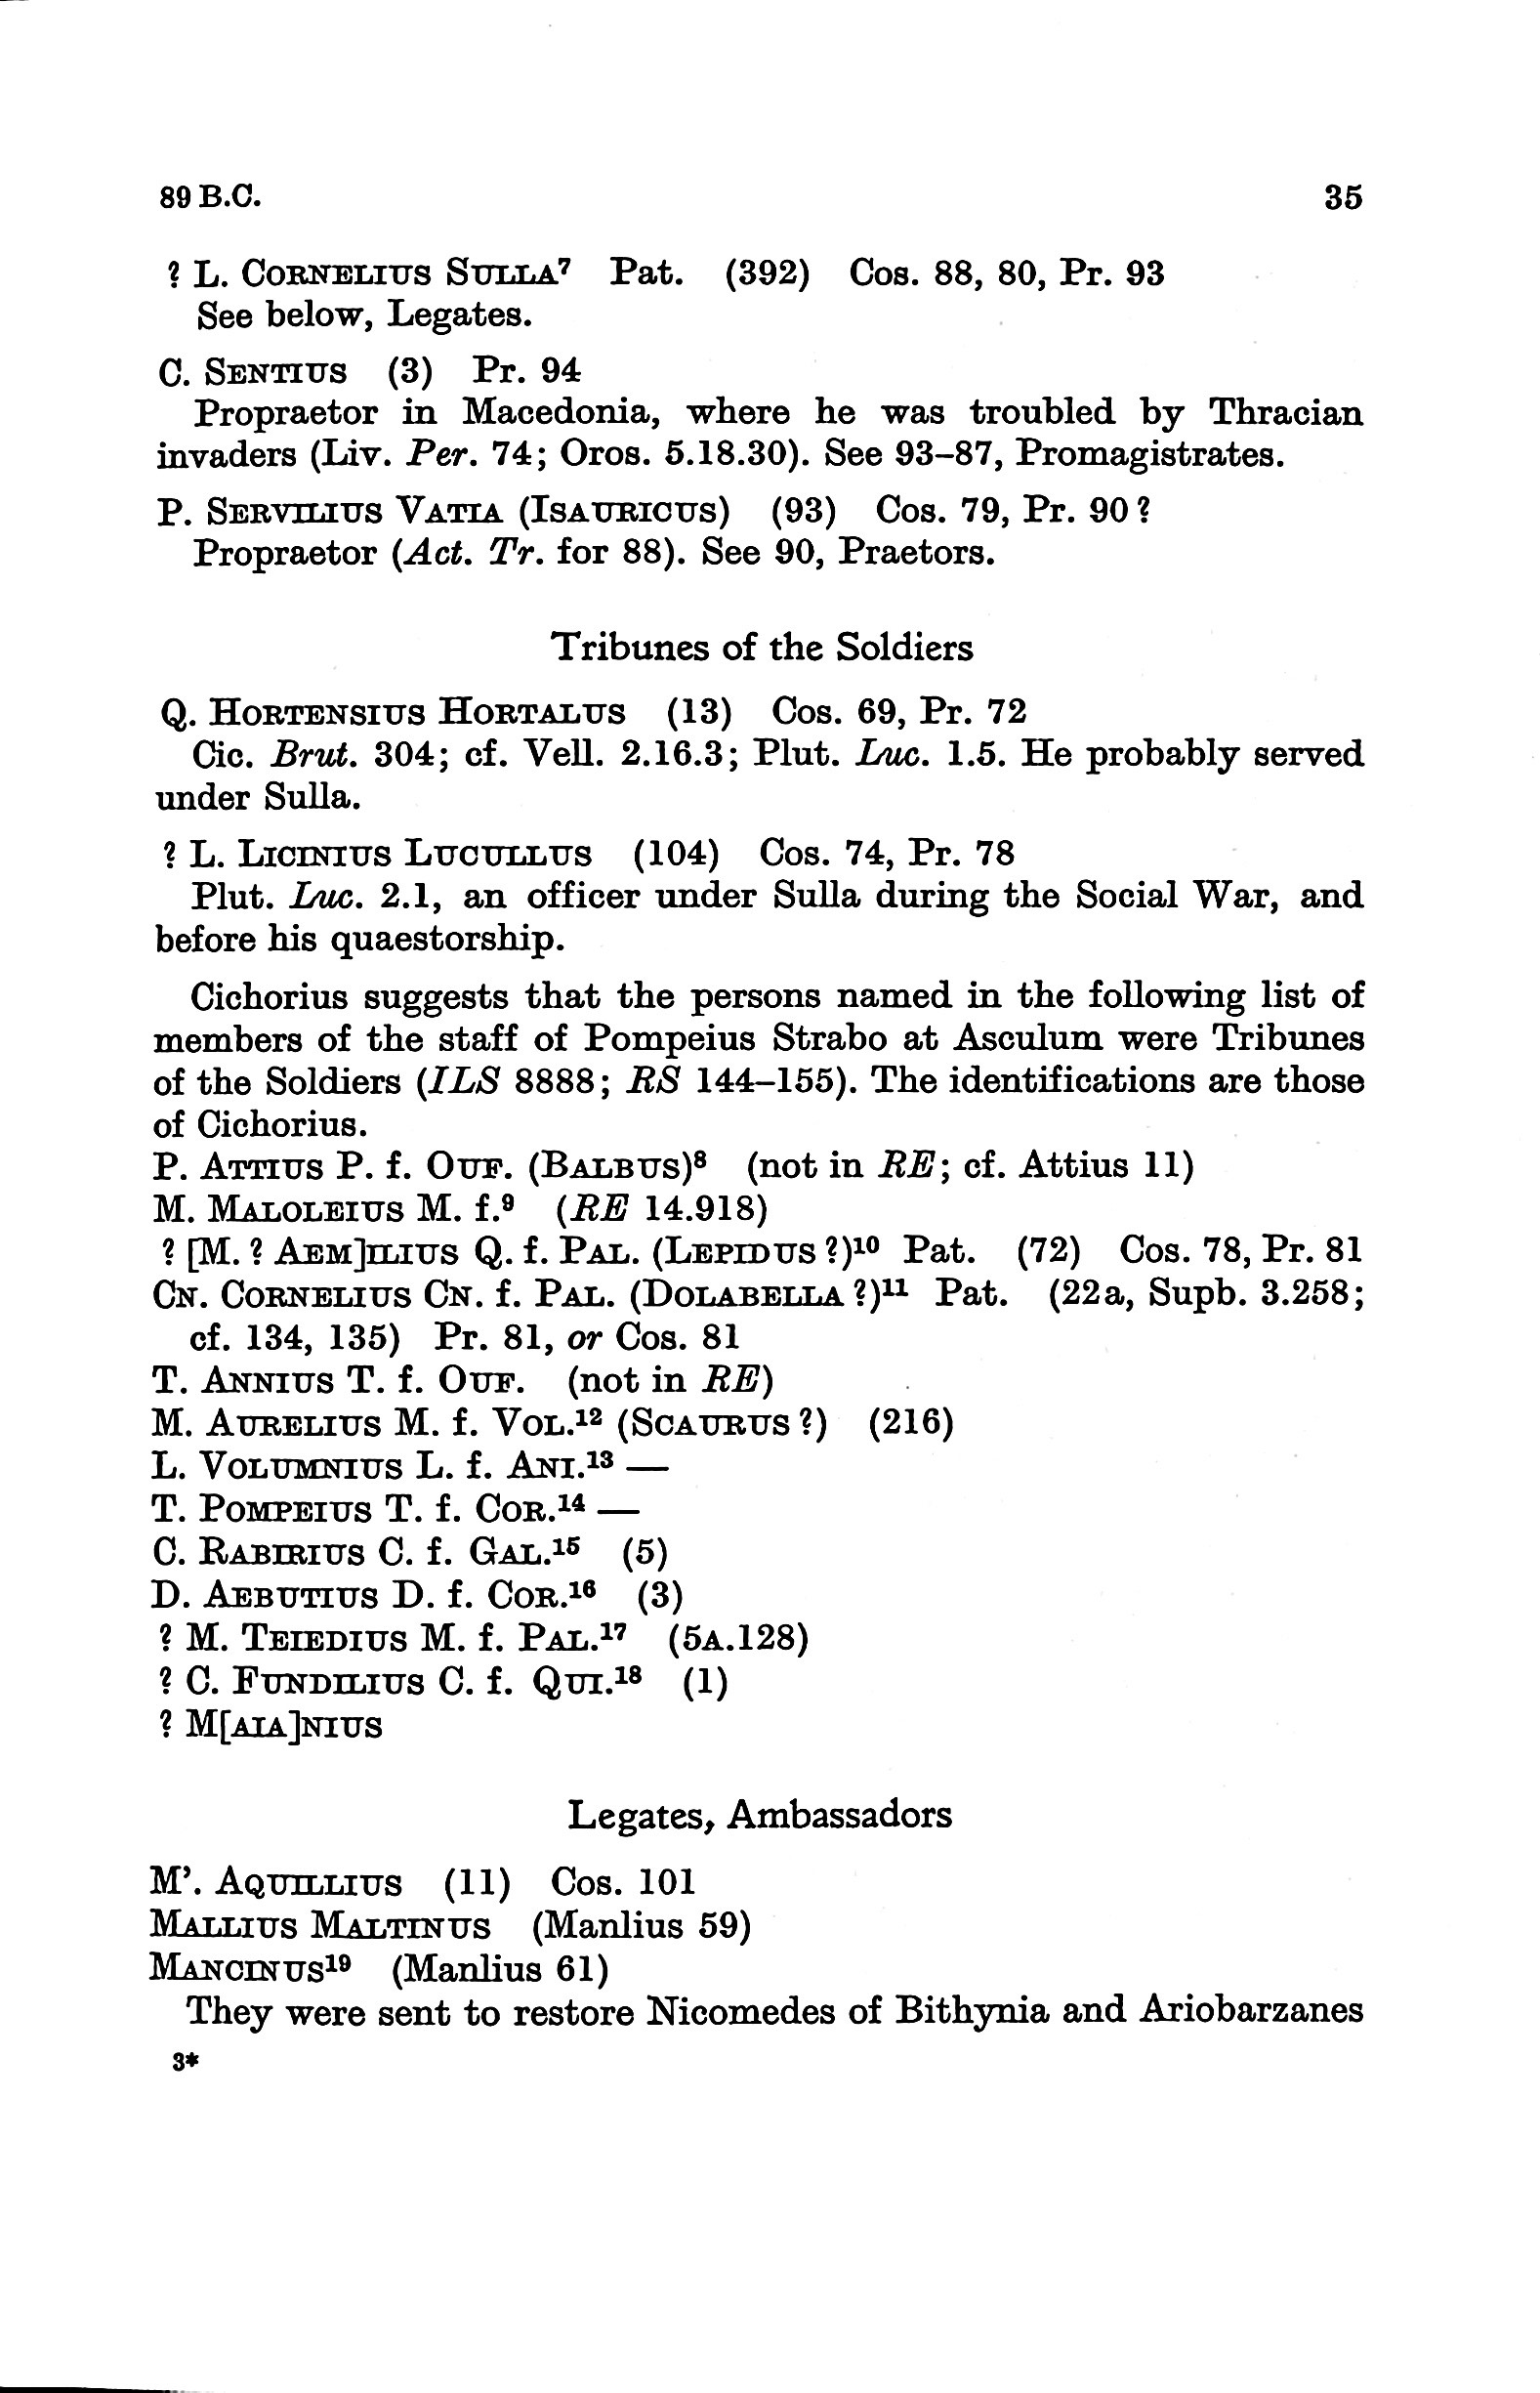 89 B.C. 35
? L. CORNELIUS SULLA⁷ Pat. (392) Cos. 88, 80, Pr. 93
See below, Legates.
C. SENTIUS (3) Pr. 94
Propraetor in Macedonia, where he was troubled by Thracian
invaders (Liv. Per. 74; Oros. 5.18.30). See 93–87, Promagistrates.
P. SERVILIUS VATIA (ISAURICUS) (93) Cos. 79, Pr. 90 ?
Propraetor (Act. Tr. for 88). See 90, Praetors.
Tribunes of the Soldiers
Q. HORTENSIUS HORTALUS (13) Cos. 69, Pr. 72
Cic. Brut. 304; cf. Vell. 2.16.3; Plut. Luc. 1.5. He probably served
under Sulla.
? L. LICINIUS LUCULLUS (104) Cos. 74, Pr. 78
Plut. Luc. 2.1, an officer under Sulla during the Social War, and
before his quaestorship.
Cichorius suggests that the persons named in the following list of
members of the staff of Pompeius Strabo at Asculum were Tribunes
of the Soldiers (ILS 8888; RS 144–155). The identifications are those
of Cichorius.
P. ATTIUS P. f. OUF. (BALBUS)⁸ (not in RE; cf. Attius 11)
M. MALOLEIUS M. f.⁹ (RE 14.918)
? [M. ? AEM]ILIUS Q. f. PAL. (LEPIDUS ?)¹⁰ Pat. (72) Cos. 78, Pr. 81
CN. CORNELIUS CN. f. PAL. (DOLABELLA ?)¹¹ Pat. (22a, Supb. 3.258;
cf. 134, 135) Pr. 81, or Cos. 81
T. ANNIUS T. f. OUF. (not in RE)
M. AURELIUS M. f. VOL.¹² (SCAURUS ?) (216)
L. VOLUMNIUS L. f. ANI.¹³ —
T. POMPEIUS T. f. COR.¹⁴ —
C. RABIRIUS C. f. GAL.¹⁵ (5)
D. AEBUTIUS D. f. COR.¹⁶ (3)
? M. TEIEDIUS M. f. PAL.¹⁷ (5A.128)
? C. FUNDILIUS C. f. QUI.¹⁸ (1)
? M[AIA]NIUS
Legates, Ambassadors
M’. AQUILLIUS (11) Cos. 101
MALLIUS MALTINUS (Manlius 59)
MANCINUS¹⁹ (Manlius 61)
They were sent to restore Nicomedes of Bithynia and Ariobarzanes
3*